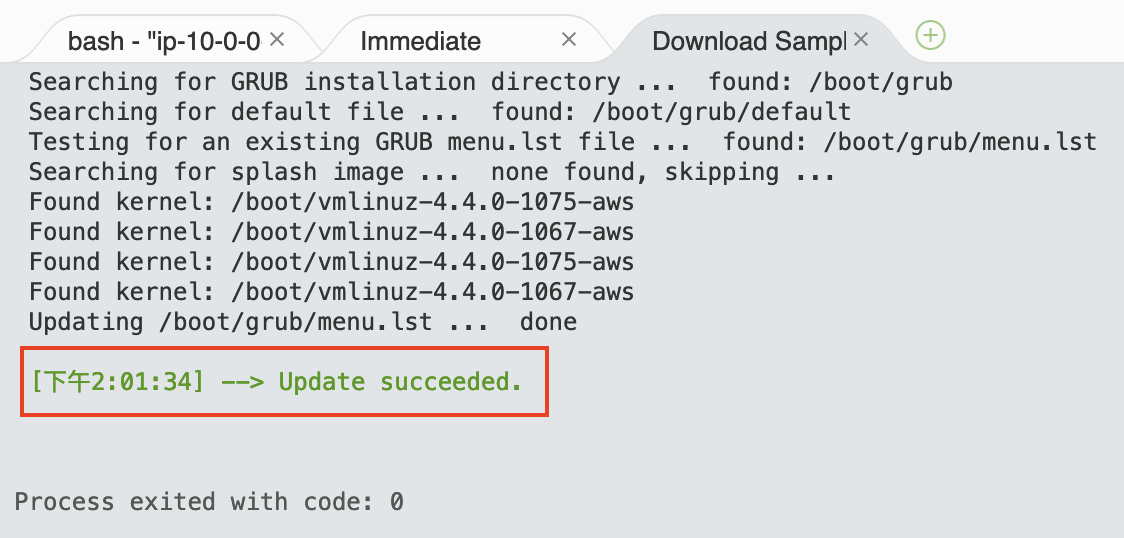 bash - "ip-10-0-0
Immediate
Download Sampl
Searching for GRUB installation directory ...  found: /boot/grub
Searching for default file ...  found: /boot/grub/default
Testing for an existing GRUB menu.lst file ...  found: /boot/grub/menu.lst
Searching for splash image ...  none found, skipping ...
Found kernel: /boot/vmlinuz-4.4.0-1075-aws
Found kernel: /boot/vmlinuz-4.4.0-1067-aws
Found kernel: /boot/vmlinuz-4.4.0-1075-aws
Found kernel: /boot/vmlinuz-4.4.0-1067-aws
Updating /boot/grub/menu.lst ...  done
[下午2:01:34] --> Update succeeded.
Process exited with code: 0